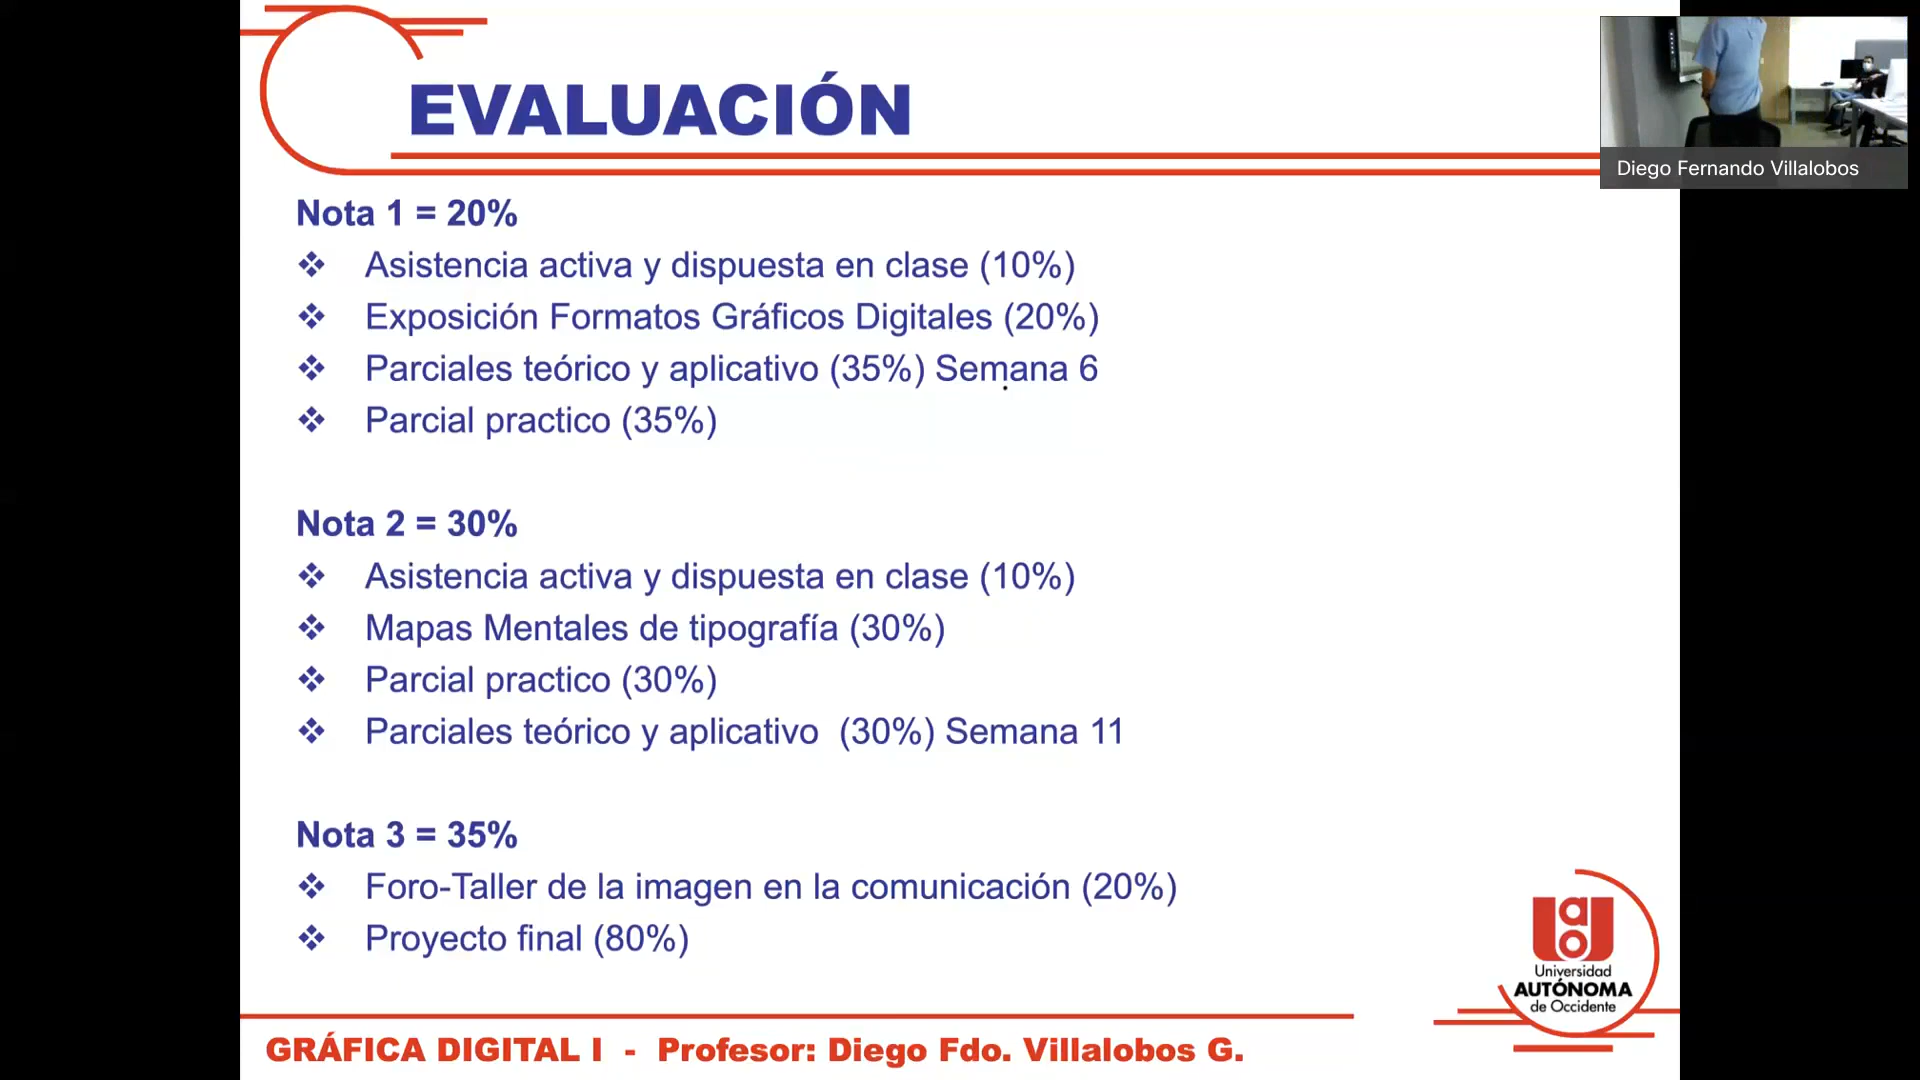 EVALUACIÓN
Diego Fernando Villalobos
Nota 1 = 20%
❖ Asistencia activa y dispuesta en clase (10%)
❖ Exposición Formatos Gráficos Digitales (20%)
❖ Parciales teórico y aplicativo (35%) Semana 6
❖ Parcial practico (35%)
Nota 2 = 30%
❖ Asistencia activa y dispuesta en clase (10%)
❖ Mapas Mentales de tipografía (30%)
❖ Parcial practico (30%)
❖ Parciales teórico y aplicativo (30%) Semana 11
Nota 3 = 35%
❖ Foro-Taller de la imagen en la comunicación (20%)
❖ Proyecto final (80%)
uao
Universidad
AUTÓNOMA
de Occidente
GRÁFICA DIGITAL I - Profesor: Diego Fdo. Villalobos G.